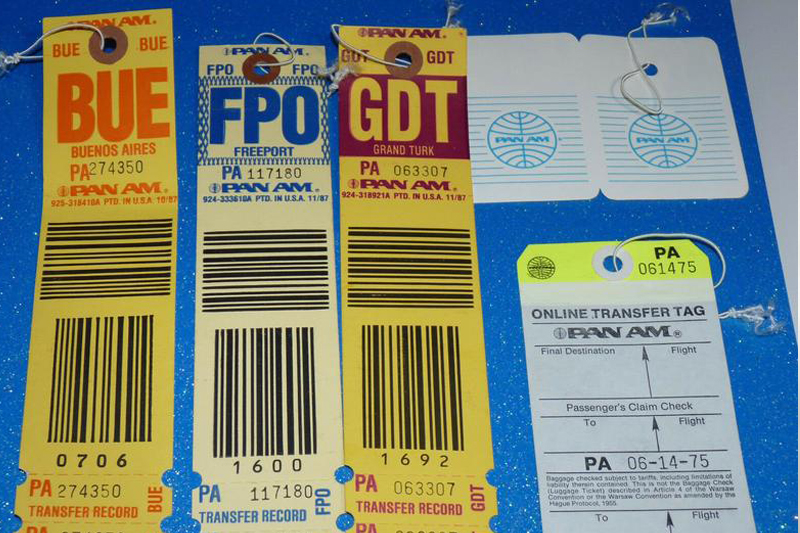 PAN AM.
BUE BUE
BUE
BUENOS AIRES
PA 274350
PAN AM.
925-318410A PTD. IN U.S.A. 10/87
0706
PA 274350 BUE
TRANSFER RECORD
PAN AM.
FPO FPO
FPO
FREEPORT
PA 117180
PAN AM.
924-333610A PTD. IN U.S.A. 11/87
1600
PA 117180 FPO
TRANSFER RECORD
PAN AM.
GDT GDT
GDT
GRAND TURK
PA 063307
PAN AM.
924-318921A PTD. IN U.S.A. 11/87
1692
PA 063307 GDT
TRANSFER RECORD
PA
PAN AM
PAN AM
PA
061475
ONLINE TRANSFER TAG
PAN AM®
Final Destination Flight
Passenger's Claim Check
To Flight
PA 06-14-75
Baggage checked subject to tariffs, including limitations of
liability therein contained. This is not the Baggage Check
(Luggage Ticket) described in Article 4 of the Warsaw
Convention or the Warsaw Convention as amended by the
Hague Protocol, 1955.
To Flight